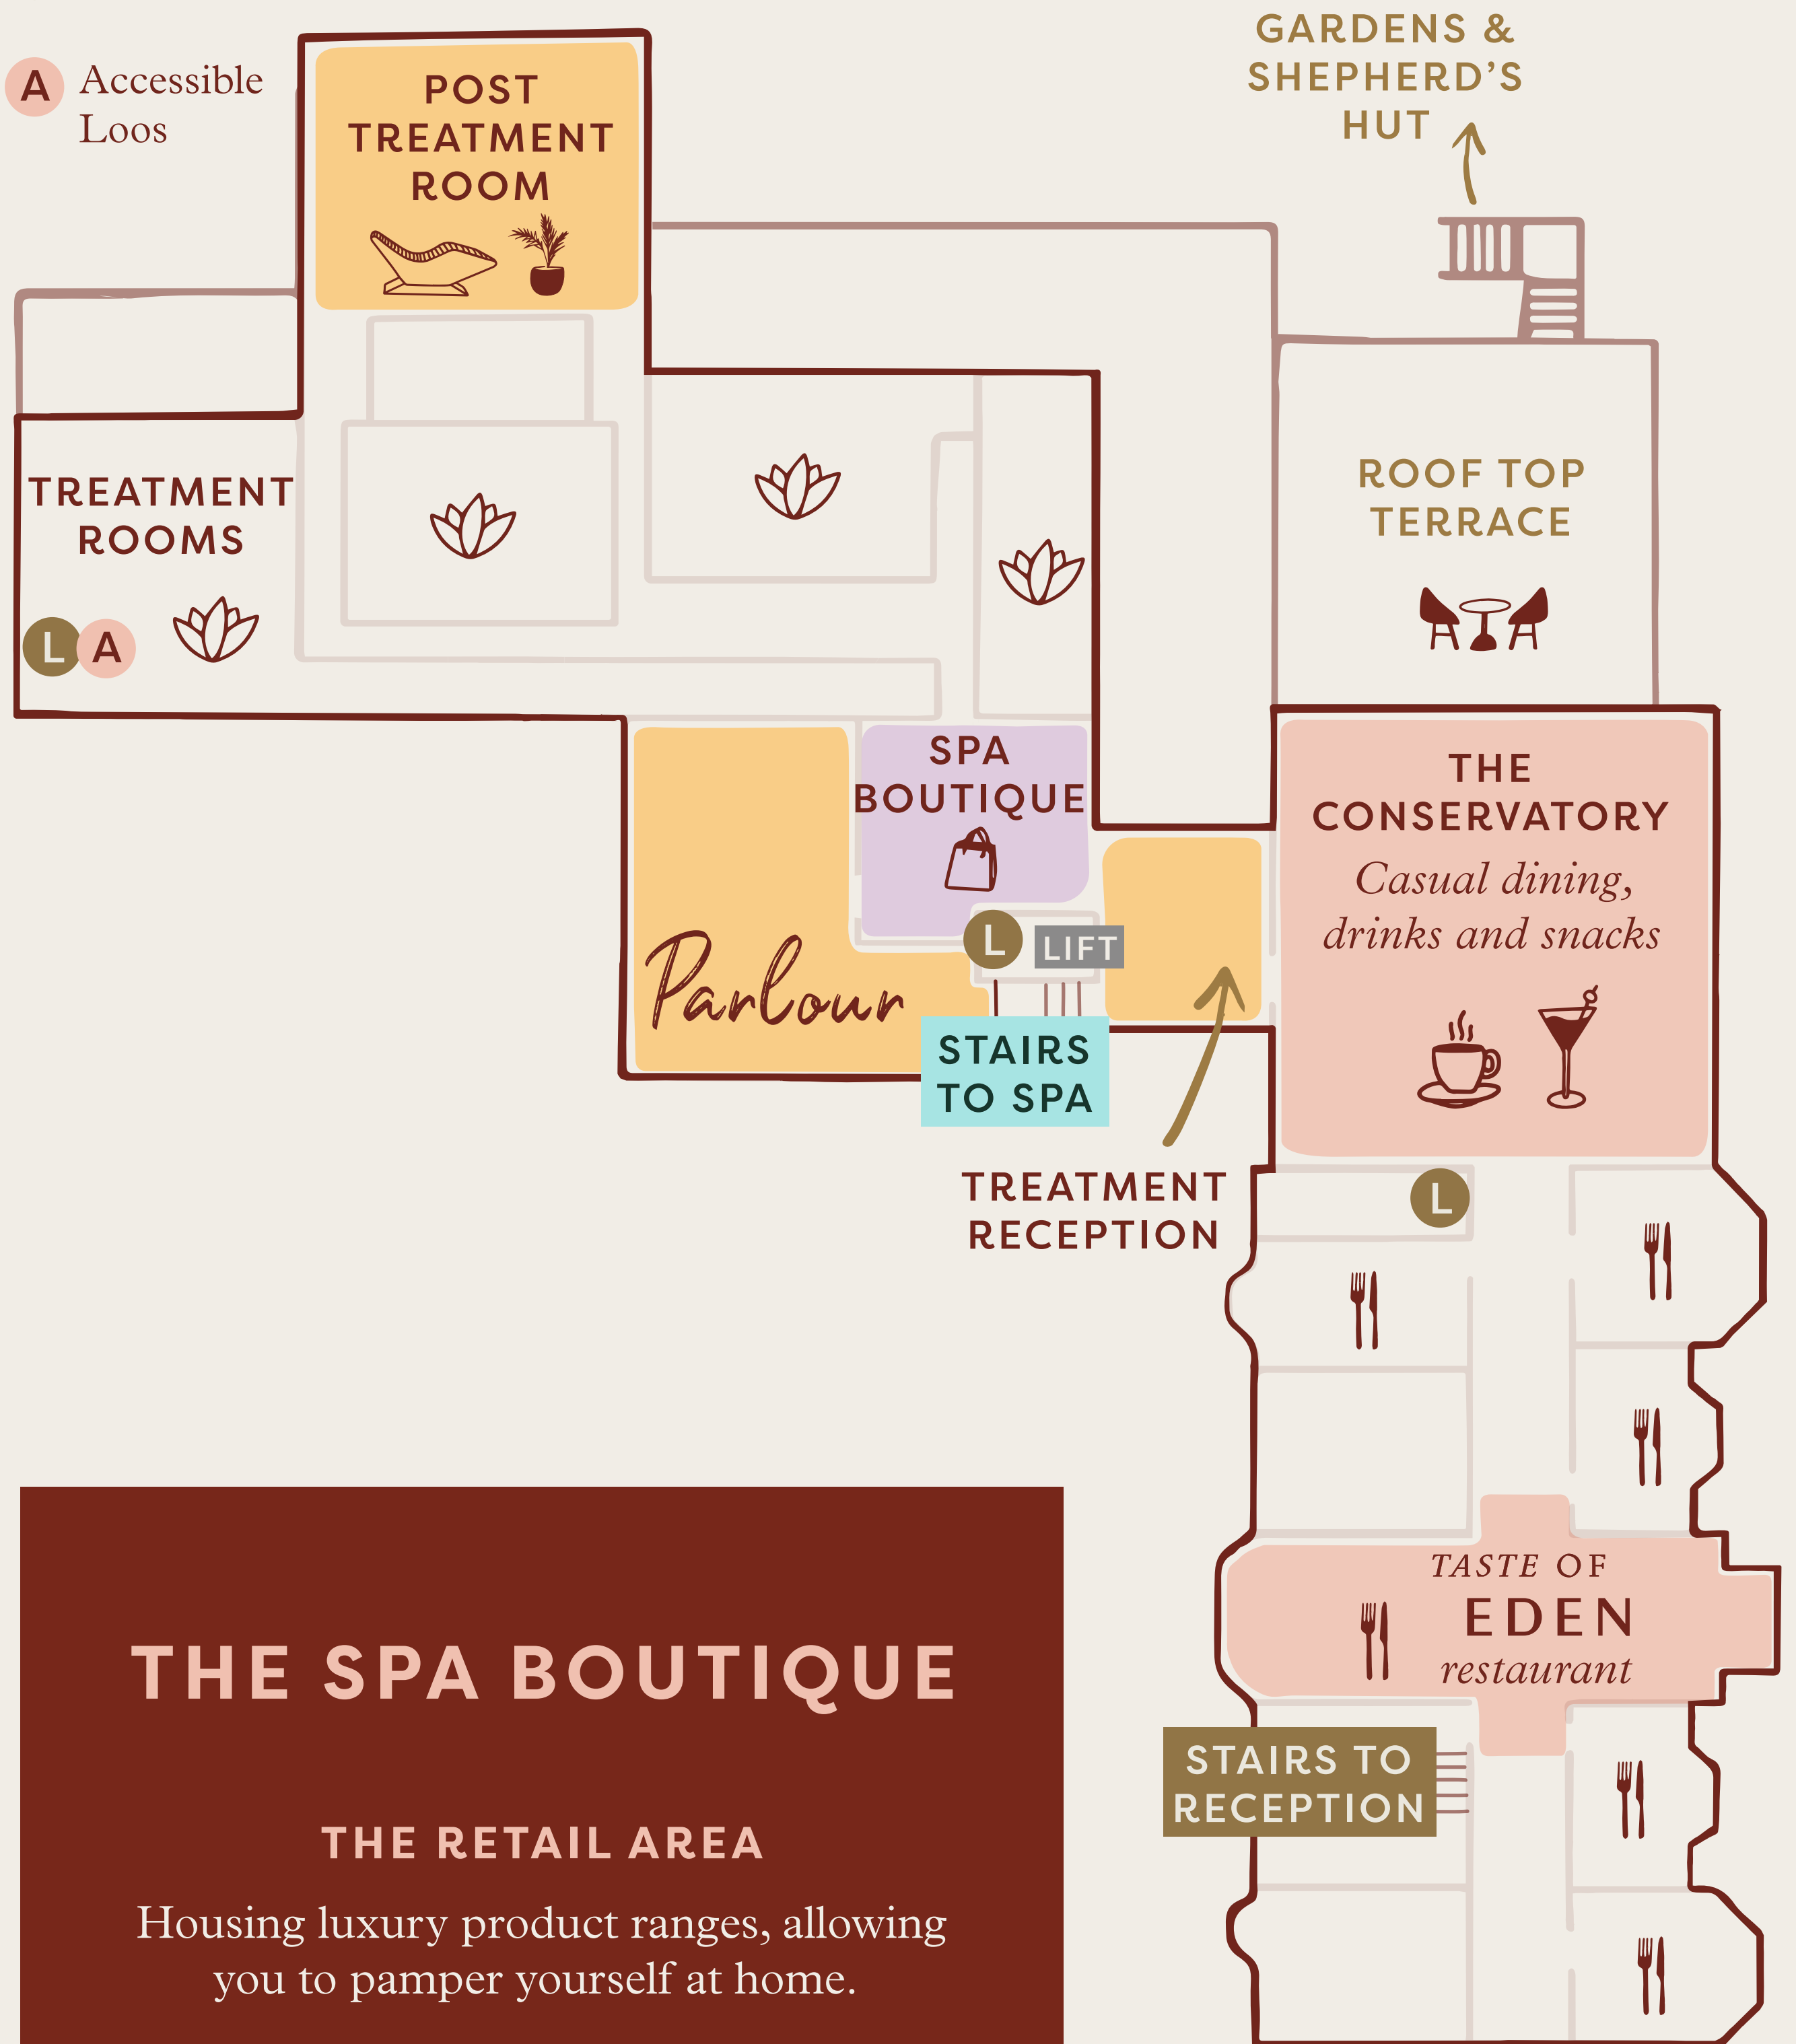 A
Accessible
Loos
POST
TREATMENT
ROOM
GARDENS &
SHEPHERD’S
HUT
TREATMENT
ROOMS
L
A
ROOF TOP
TERRACE
SPA
BOUTIQUE
THE
CONSERVATORY
Casual dining,
drinks and snacks
Parlour
L
LIFT
STAIRS
TO SPA
TREATMENT
RECEPTION
L
TASTE OF
EDEN
restaurant
STAIRS TO
RECEPTION
THE SPA BOUTIQUE
THE RETAIL AREA
Housing luxury product ranges, allowing
you to pamper yourself at home.